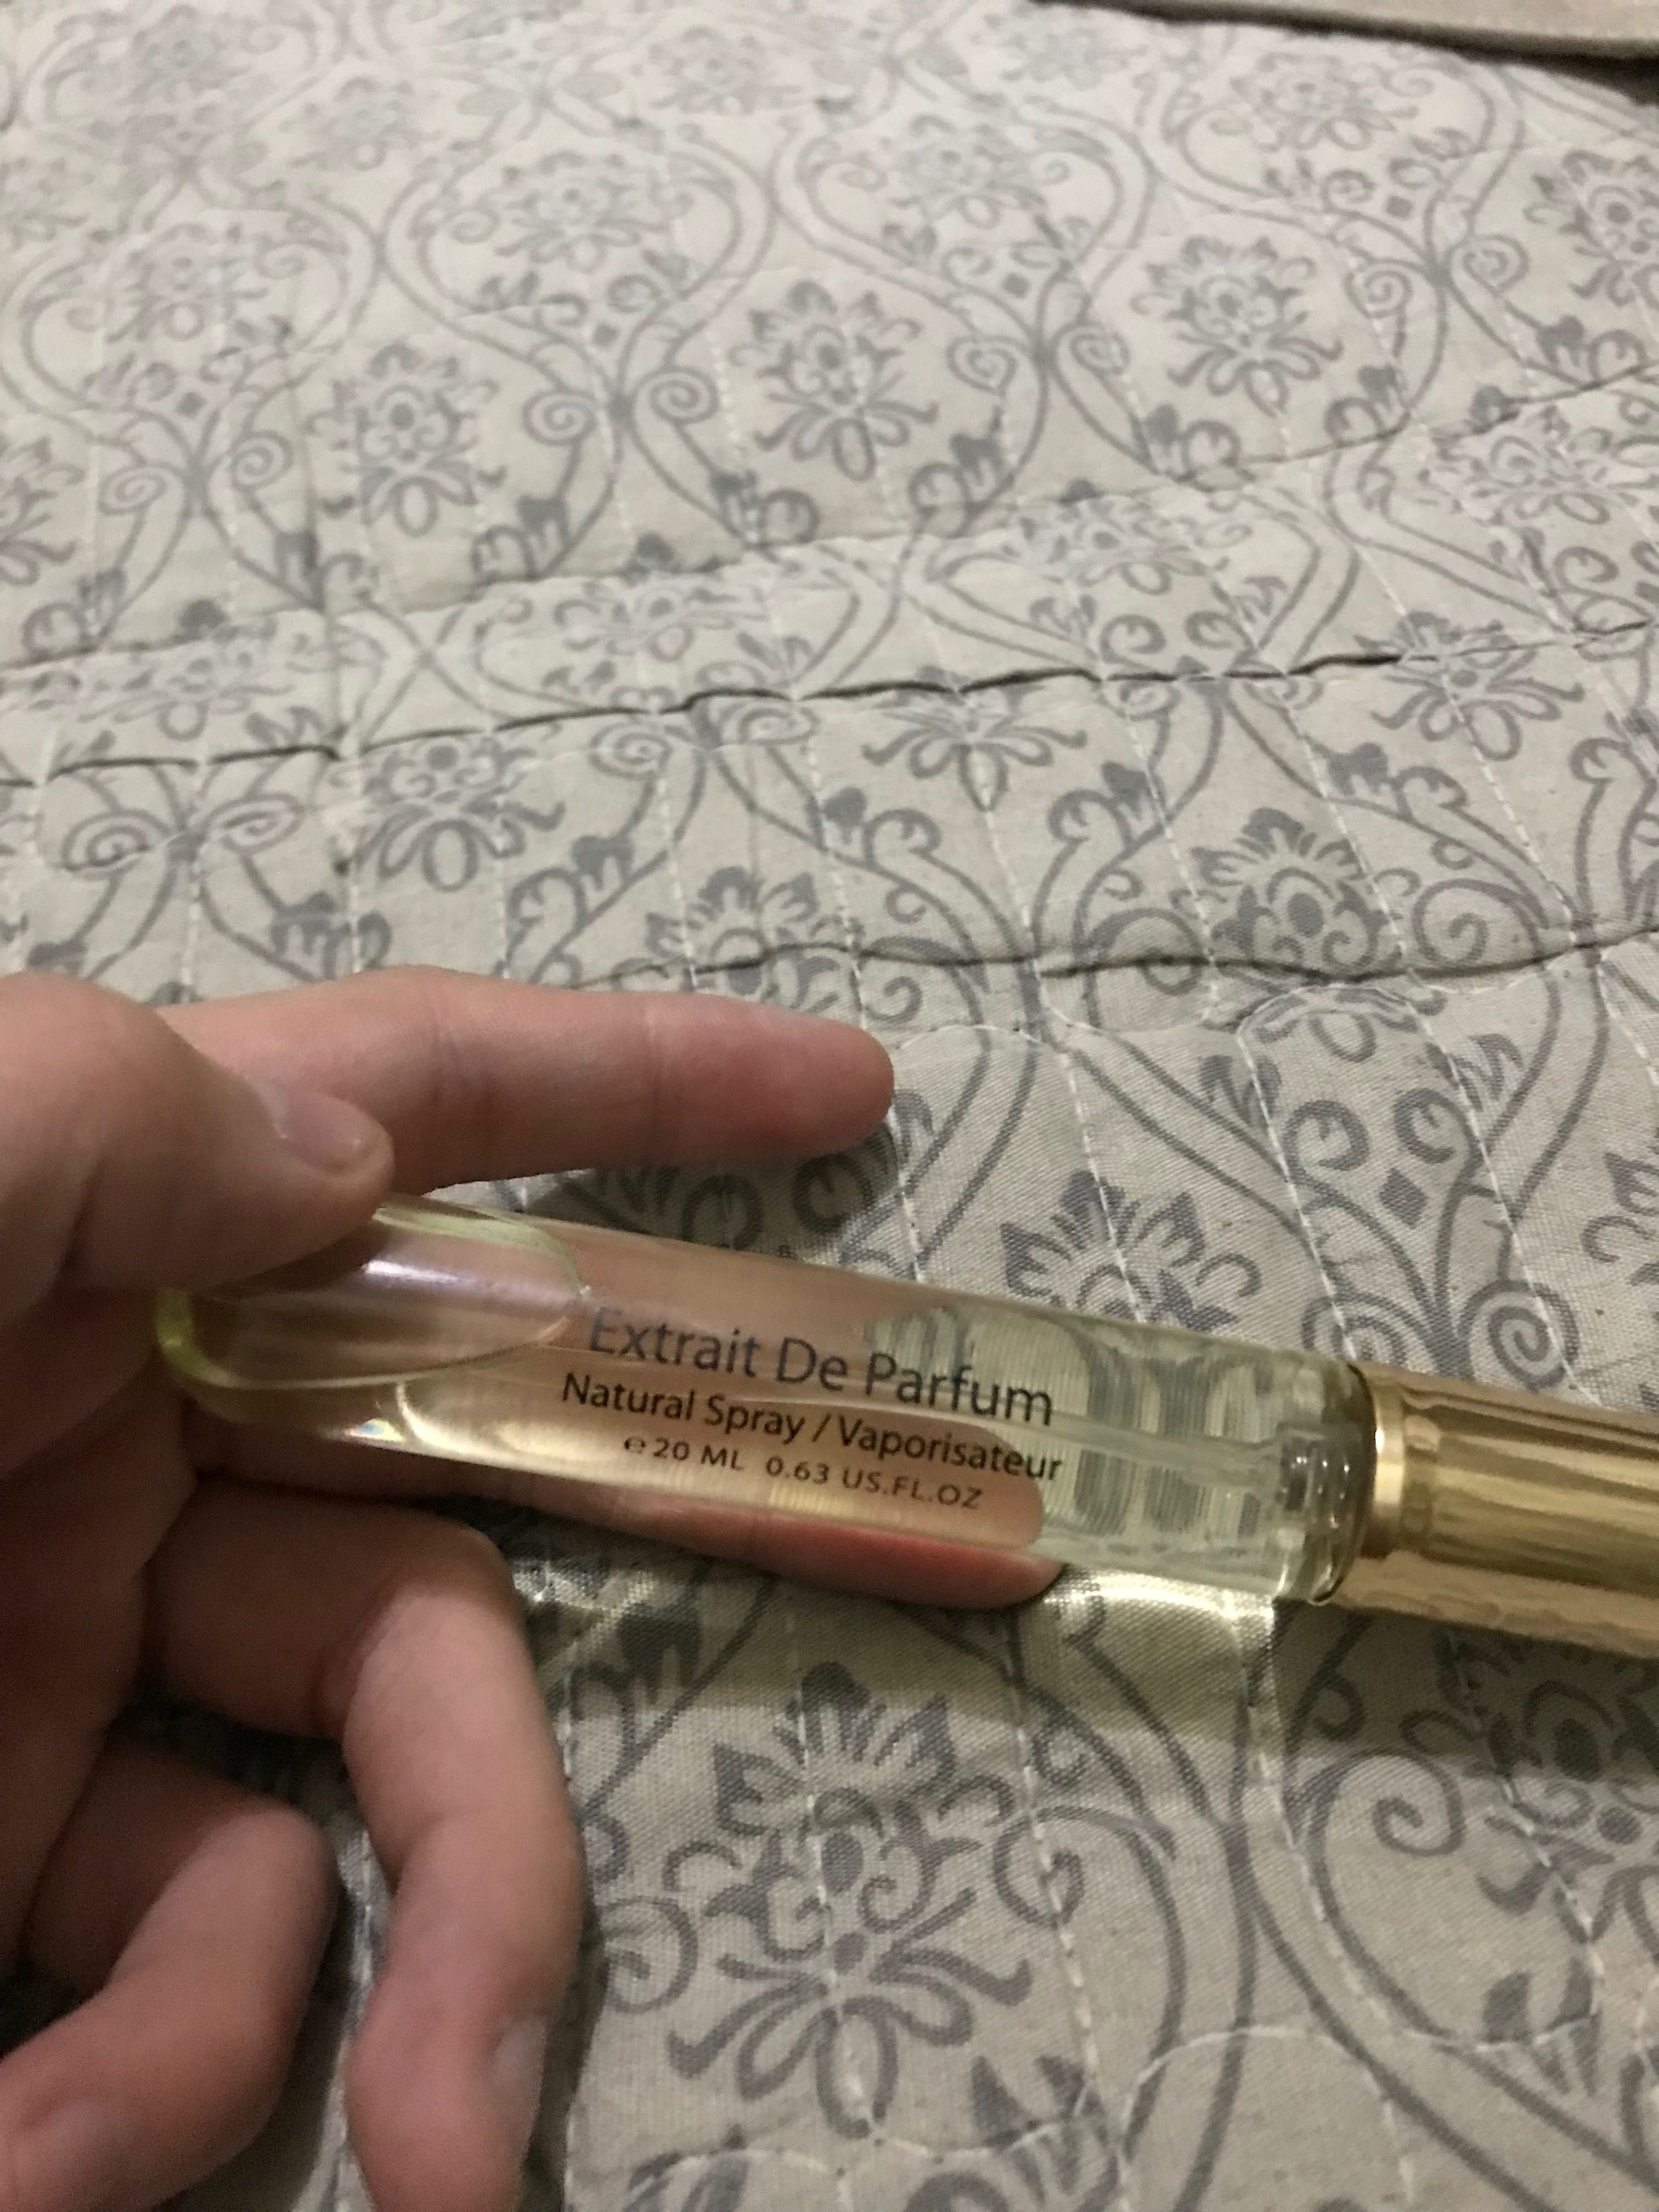 Extrait De Parfum
Natural Spray / Vaporisateur
℮ 20 ML 0.63 US.FL.OZ